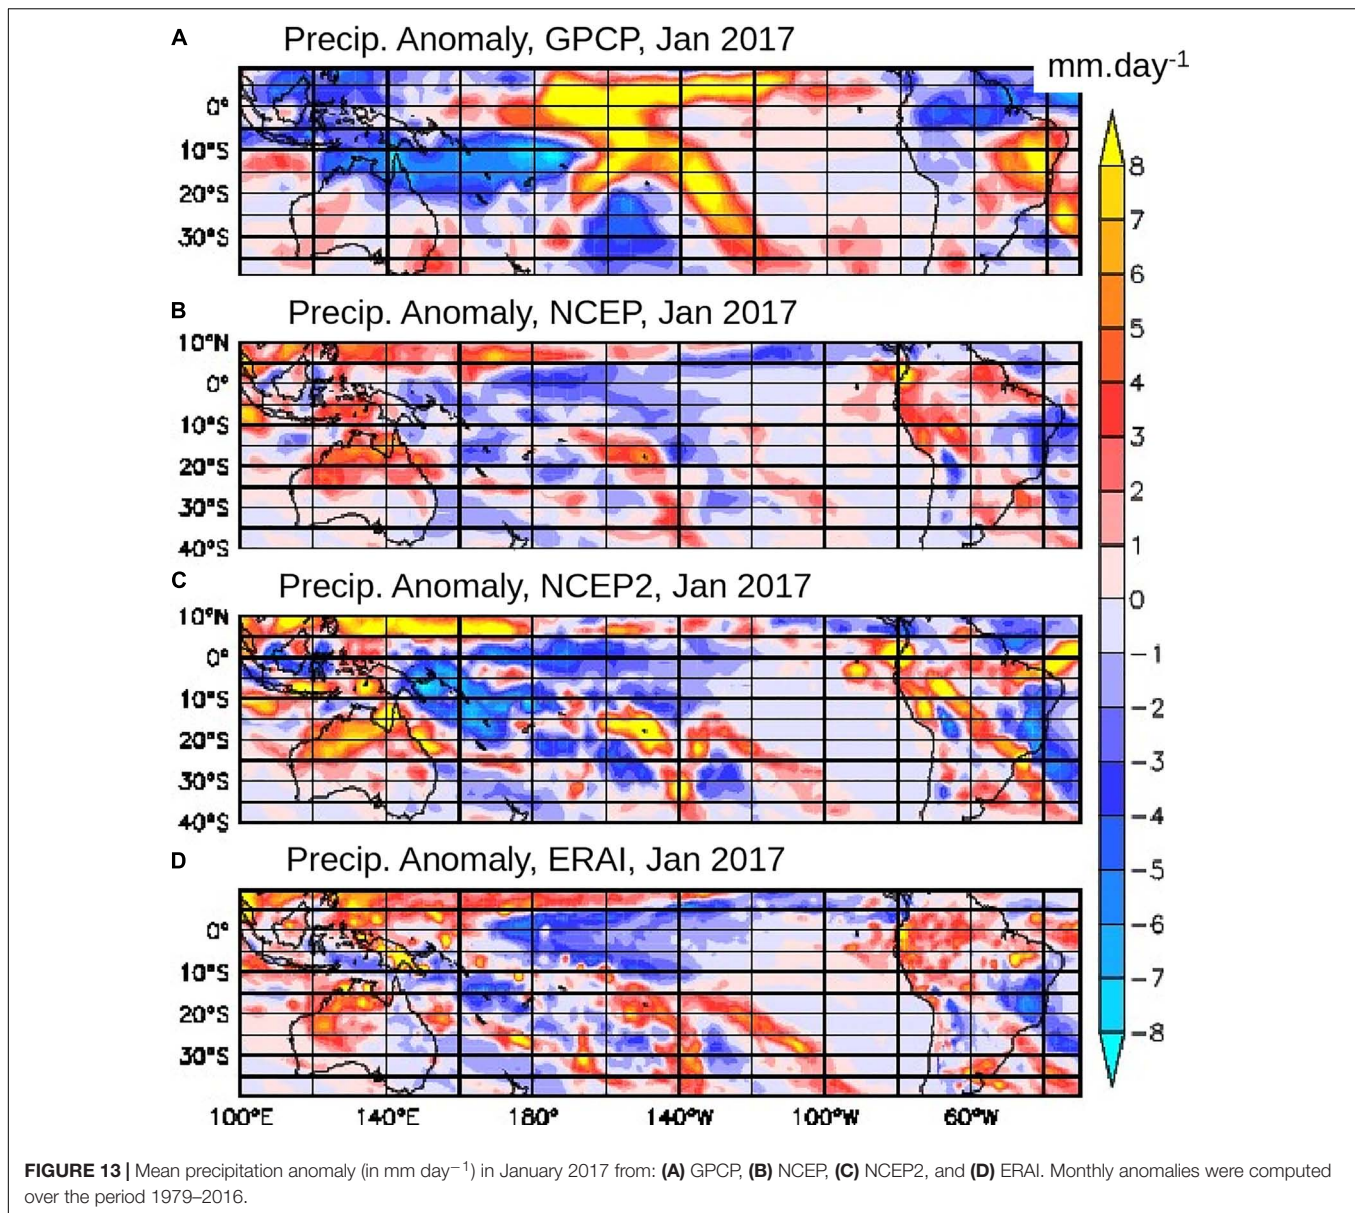 A
Precip. Anomaly, GPCP, Jan 2017
mm.day-1
0°
10°S
20°S
30°S
B
Precip. Anomaly, NCEP, Jan 2017
10°N
0°
10°S
20°S
30°S
40°S
C
Precip. Anomaly, NCEP2, Jan 2017
10°N
0°
10°S
20°S
30°S
40°S
D
Precip. Anomaly, ERAI, Jan 2017
0°
10°S
20°S
30°S
100°E 140°E 180° 140°W 100°W 60°W
8
7
6
5
4
3
2
1
0
−1
−2
−3
−4
−5
−6
−7
−8
FIGURE 13 | Mean precipitation anomaly (in mm day−1) in January 2017 from: (A) GPCP, (B) NCEP, (C) NCEP2, and (D) ERAI. Monthly anomalies were computed
over the period 1979–2016.